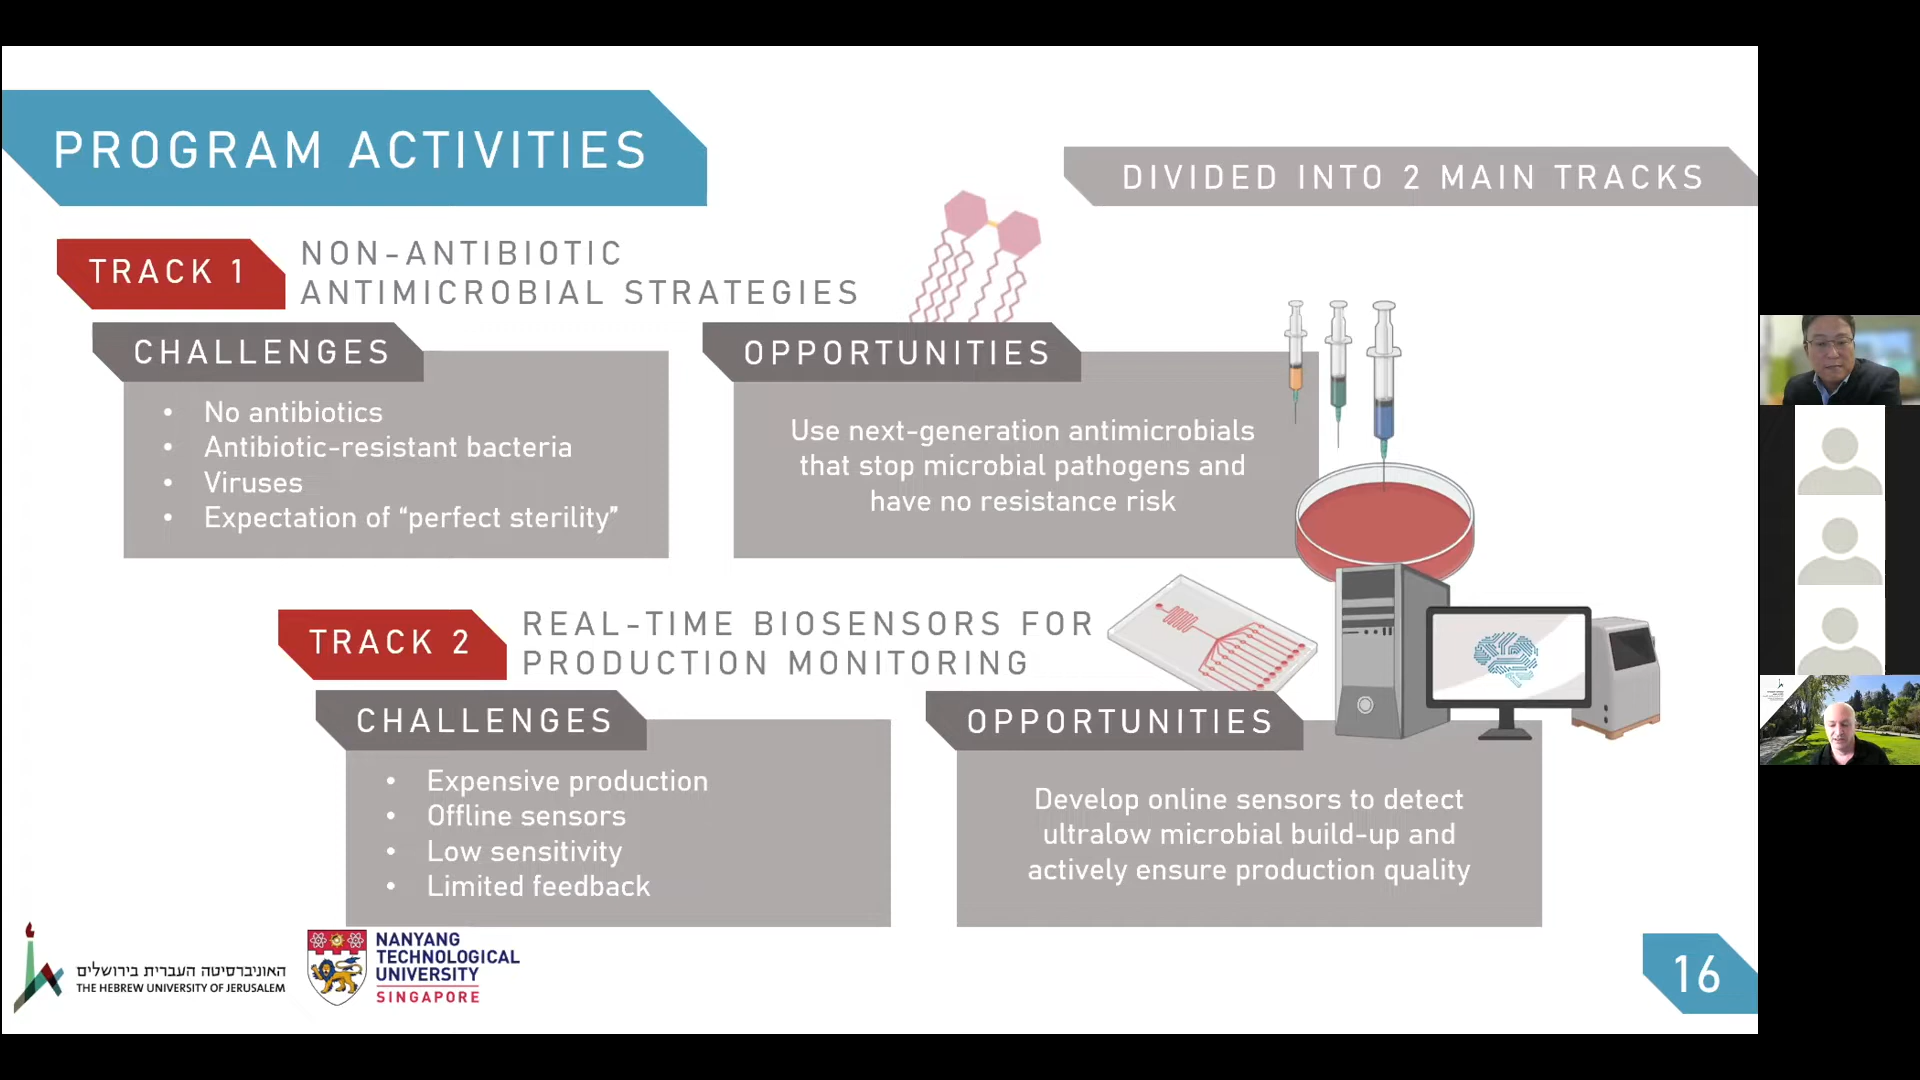 PROGRAM ACTIVITIES
DIVIDED INTO 2 MAIN TRACKS
TRACK 1
NON-ANTIBIOTIC
ANTIMICROBIAL STRATEGIES
CHALLENGES
• No antibiotics
• Antibiotic-resistant bacteria
• Viruses
• Expectation of “perfect sterility”
OPPORTUNITIES
Use next-generation antimicrobials
that stop microbial pathogens and
have no resistance risk
TRACK 2
REAL-TIME BIOSENSORS FOR
PRODUCTION MONITORING
CHALLENGES
• Expensive production
• Offline sensors
• Low sensitivity
• Limited feedback
OPPORTUNITIES
Develop online sensors to detect
ultralow microbial build-up and
actively ensure production quality
האוניברסיטה העברית בירושלים
THE HEBREW UNIVERSITY OF JERUSALEM
NANYANG
TECHNOLOGICAL
UNIVERSITY
SINGAPORE
16